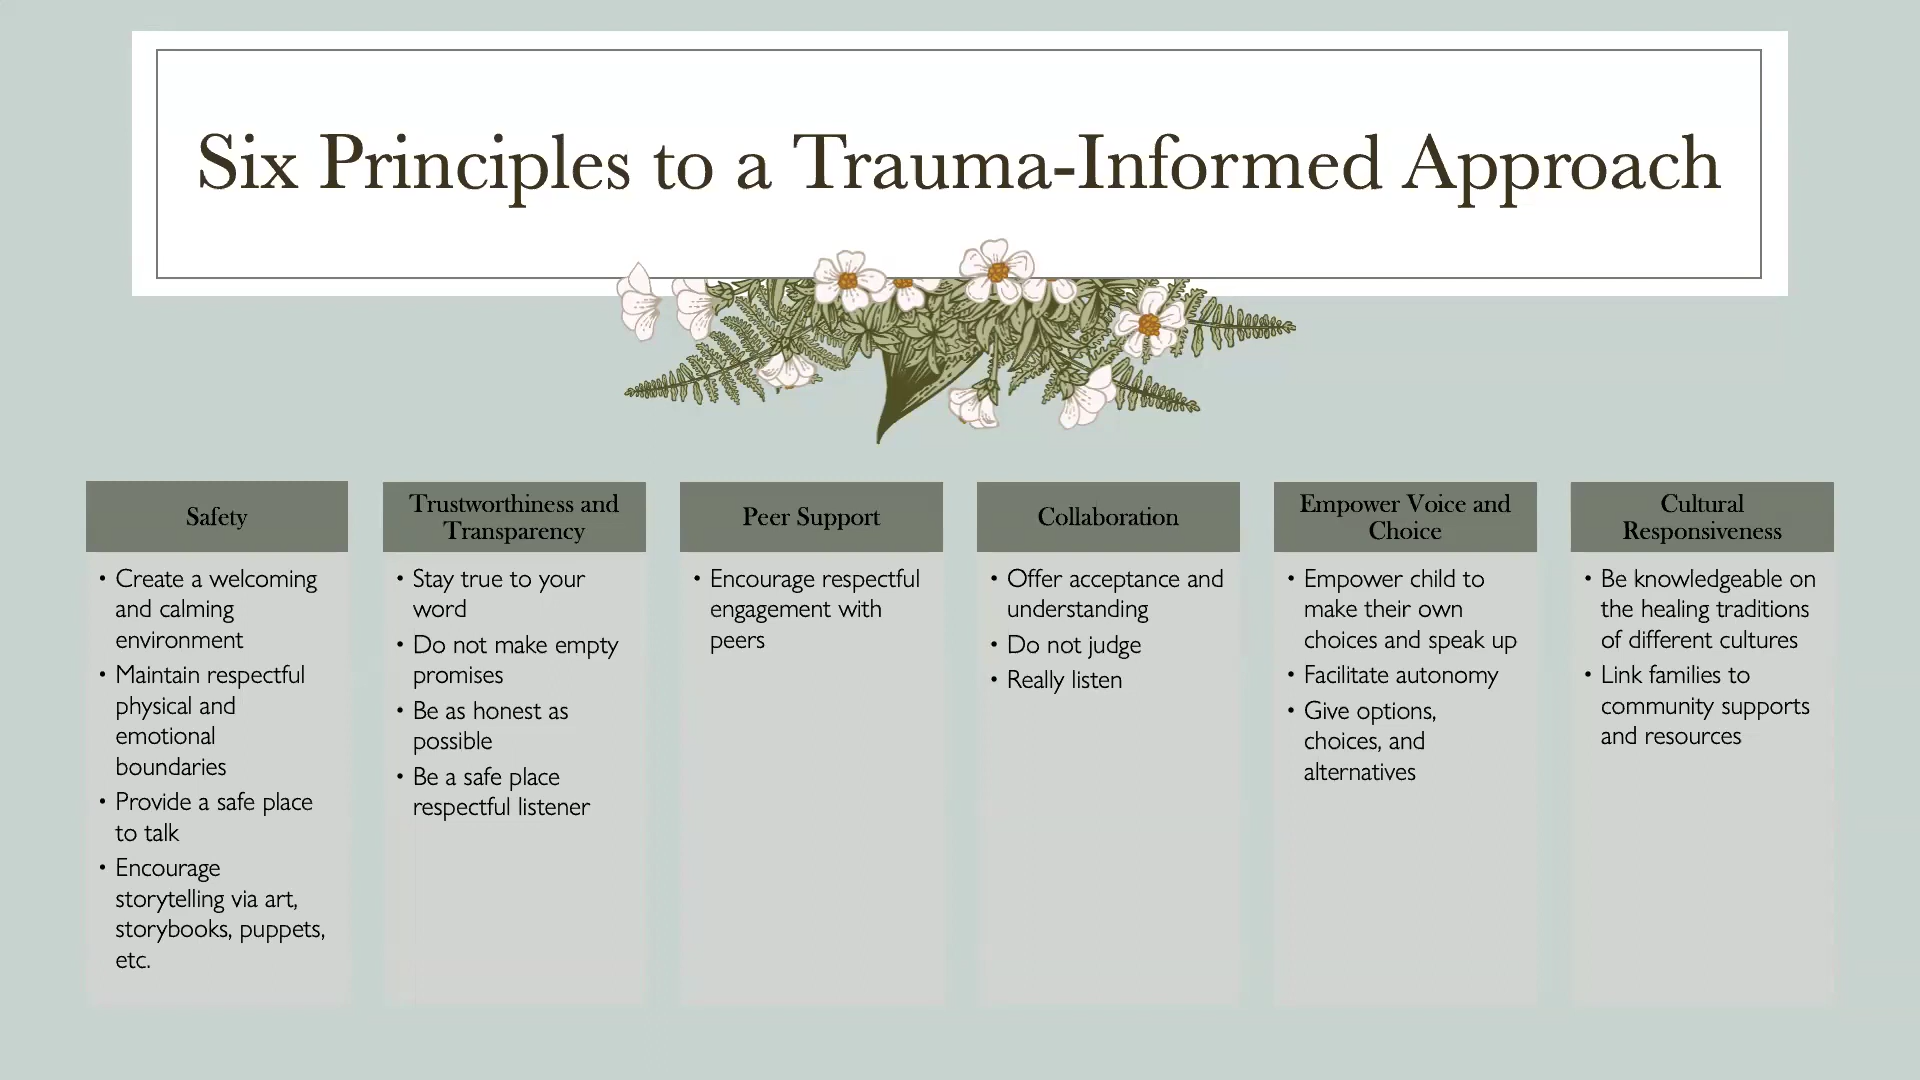 Six Principles to a Trauma-Informed Approach
Safety
• Create a welcoming
and calming
environment
• Maintain respectful
physical and
emotional
boundaries
• Provide a safe place
to talk
• Encourage
storytelling via art,
storybooks, puppets,
etc.
Trustworthiness and
Transparency
• Stay true to your
word
• Do not make empty
promises
• Be as honest as
possible
• Be a safe place
respectful listener
Peer Support
• Encourage respectful
engagement with
peers
Collaboration
• Offer acceptance and
understanding
• Do not judge
• Really listen
Empower Voice and
Choice
• Empower child to
make their own
choices and speak up
• Facilitate autonomy
• Give options,
choices, and
alternatives
Cultural
Responsiveness
• Be knowledgeable on
the healing traditions
of different cultures
• Link families to
community supports
and resources